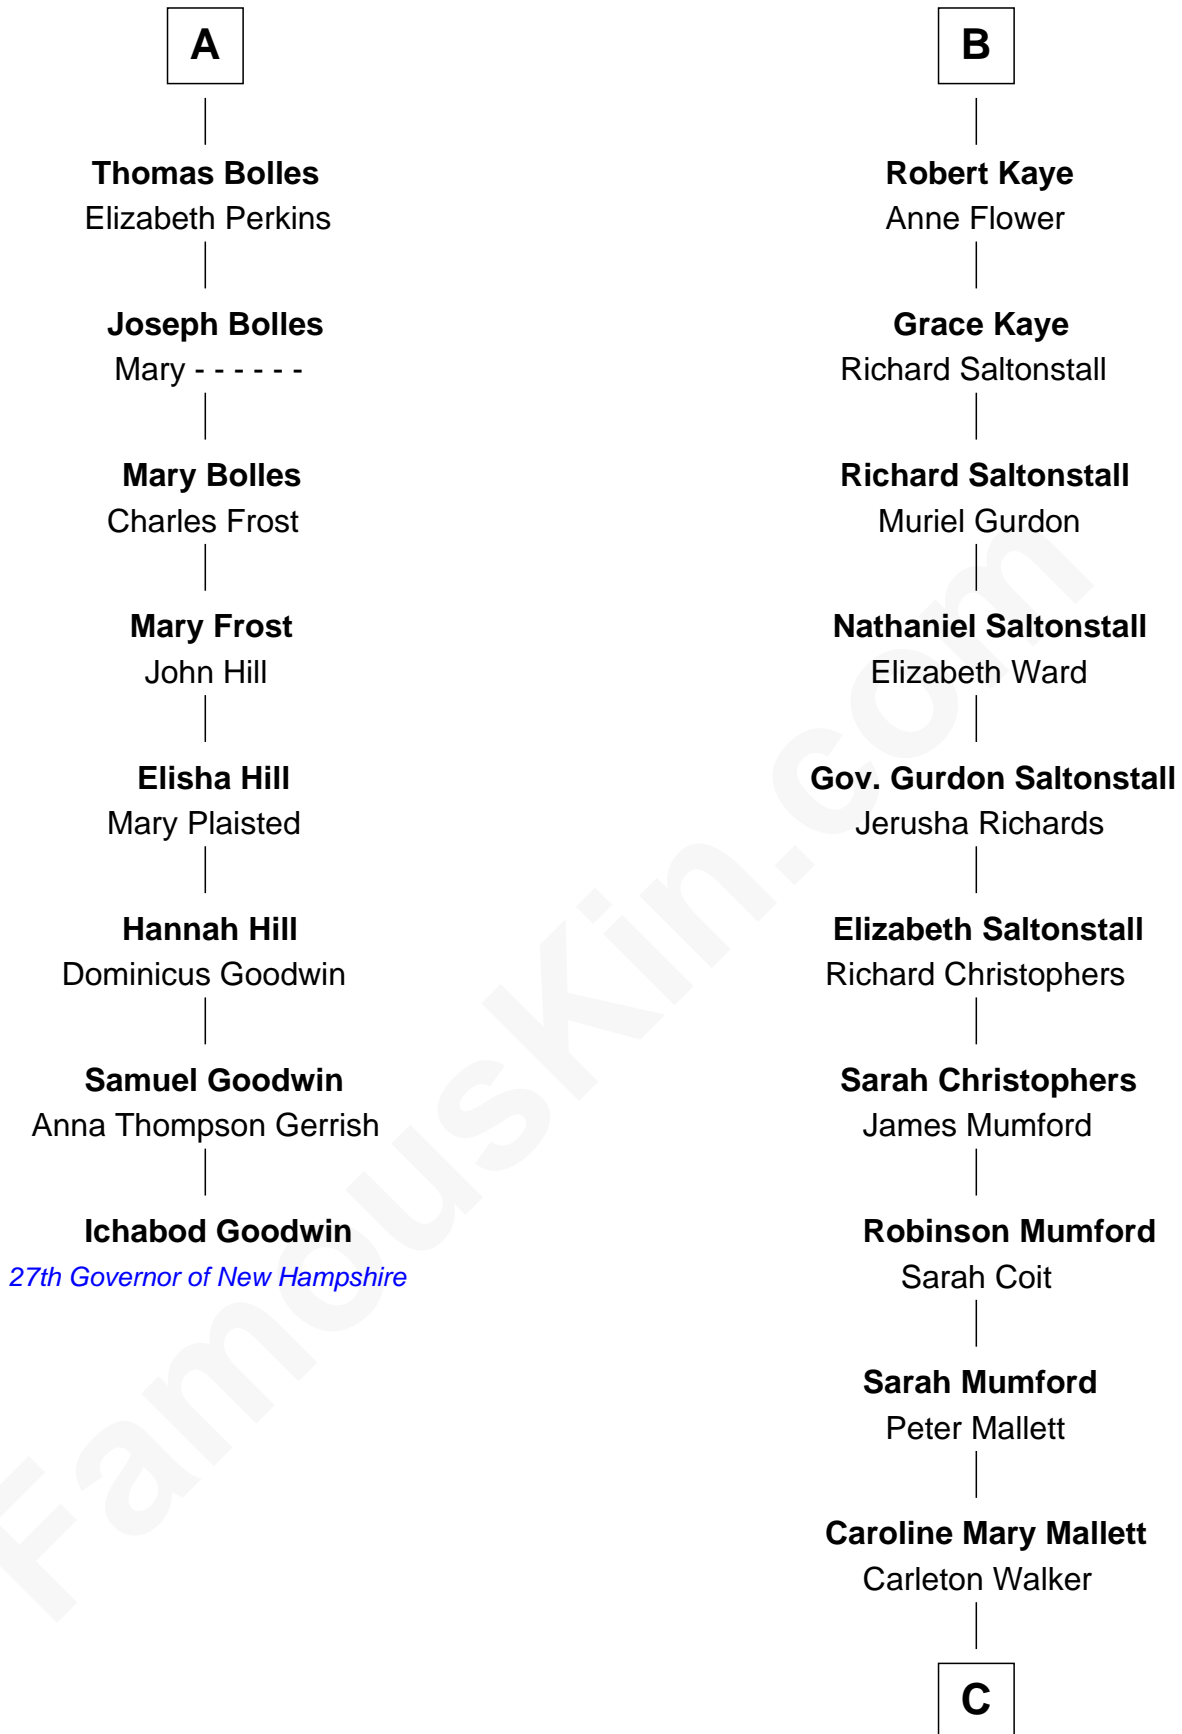 A
Thomas Bolles
Elizabeth Perkins
Joseph Bolles
Mary - - - - - -
Mary Bolles
Charles Frost
Mary Frost
John Hill
Elisha Hill
Mary Plaisted
Hannah Hill
Dominicus Goodwin
Samuel Goodwin
Anna Thompson Gerrish
Ichabod Goodwin
27th Governor of New Hampshire
B
Robert Kaye
Anne Flower
Grace Kaye
Richard Saltonstall
Richard Saltonstall
Muriel Gurdon
Nathaniel Saltonstall
Elizabeth Ward
Gov. Gurdon Saltonstall
Jerusha Richards
Elizabeth Saltonstall
Richard Christophers
Sarah Christophers
James Mumford
Robinson Mumford
Sarah Coit
Sarah Mumford
Peter Mallett
Caroline Mary Mallett
Carleton Walker
C
FamousKin.com